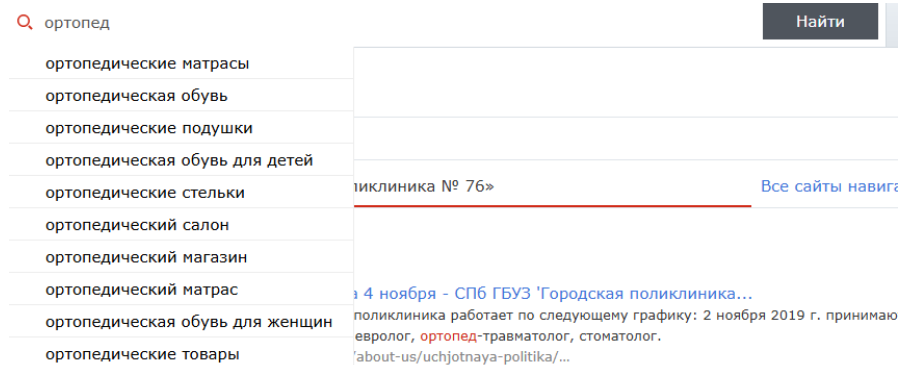 ортопед
Найти
ортопедические матрасы
ортопедическая обувь
ортопедические подушки
ортопедическая обувь для детей
ортопедические стельки
ортопедический салон
ортопедический магазин
ортопедический матрас
ортопедическая обувь для женщин
ортопедические товары
иклиника № 76»
Все сайты навига
а 4 ноября - СПб ГБУЗ 'Городская поликлиника...
поликлиника работает по следующему графику: 2 ноября 2019 г. принимаю
евролог, ортопед-травматолог, стоматолог.
/about-us/uchjotnaya-politika/...